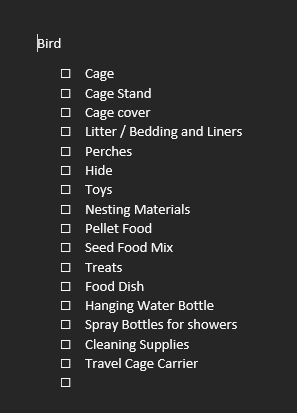 Bird
☐ Cage
☐ Cage Stand
☐ Cage cover
☐ Litter / Bedding and Liners
☐ Perches
☐ Hide
☐ Toys
☐ Nesting Materials
☐ Pellet Food
☐ Seed Food Mix
☐ Treats
☐ Food Dish
☐ Hanging Water Bottle
☐ Spray Bottles for showers
☐ Cleaning Supplies
☐ Travel Cage Carrier
☐